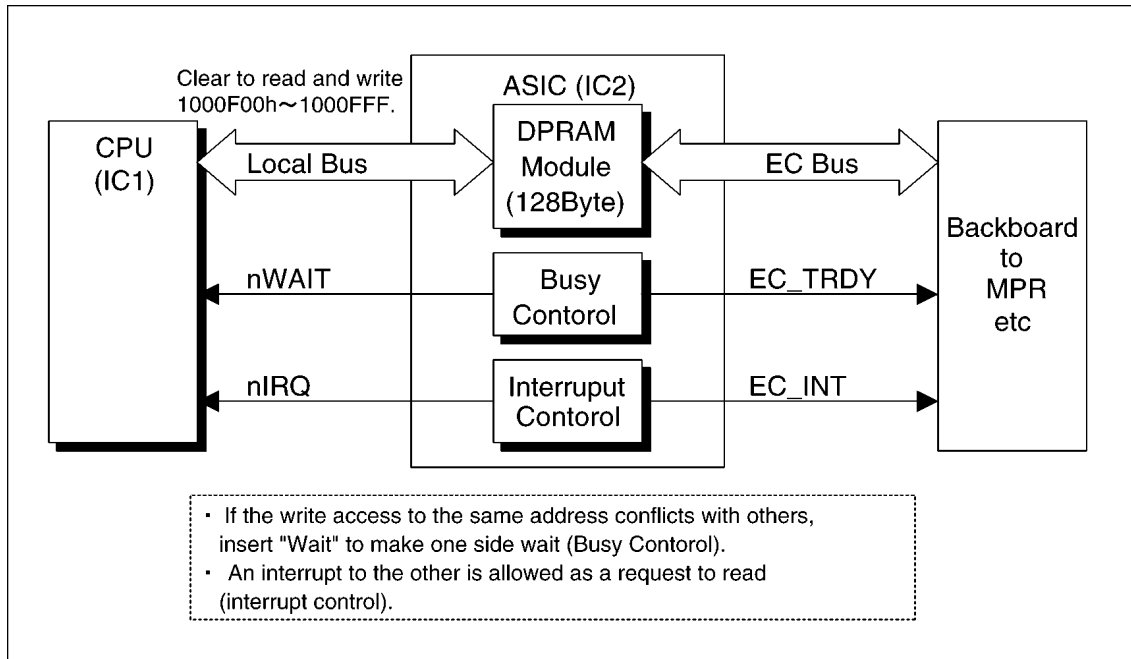 Clear to read and write
1000F00h～1000FFF.
ASIC (IC2)
CPU
(IC1)
Local Bus
DPRAM
Module
(128Byte)
EC Bus
Backboard
to
MPR
etc
nWAIT
Busy
Contorol
EC_TRDY
nIRQ
Interruput
Contorol
EC_INT
・ If the write access to the same address conflicts with others,
insert "Wait" to make one side wait (Busy Contorol).
・ An interrupt to the other is allowed as a request to read
(interrupt control).